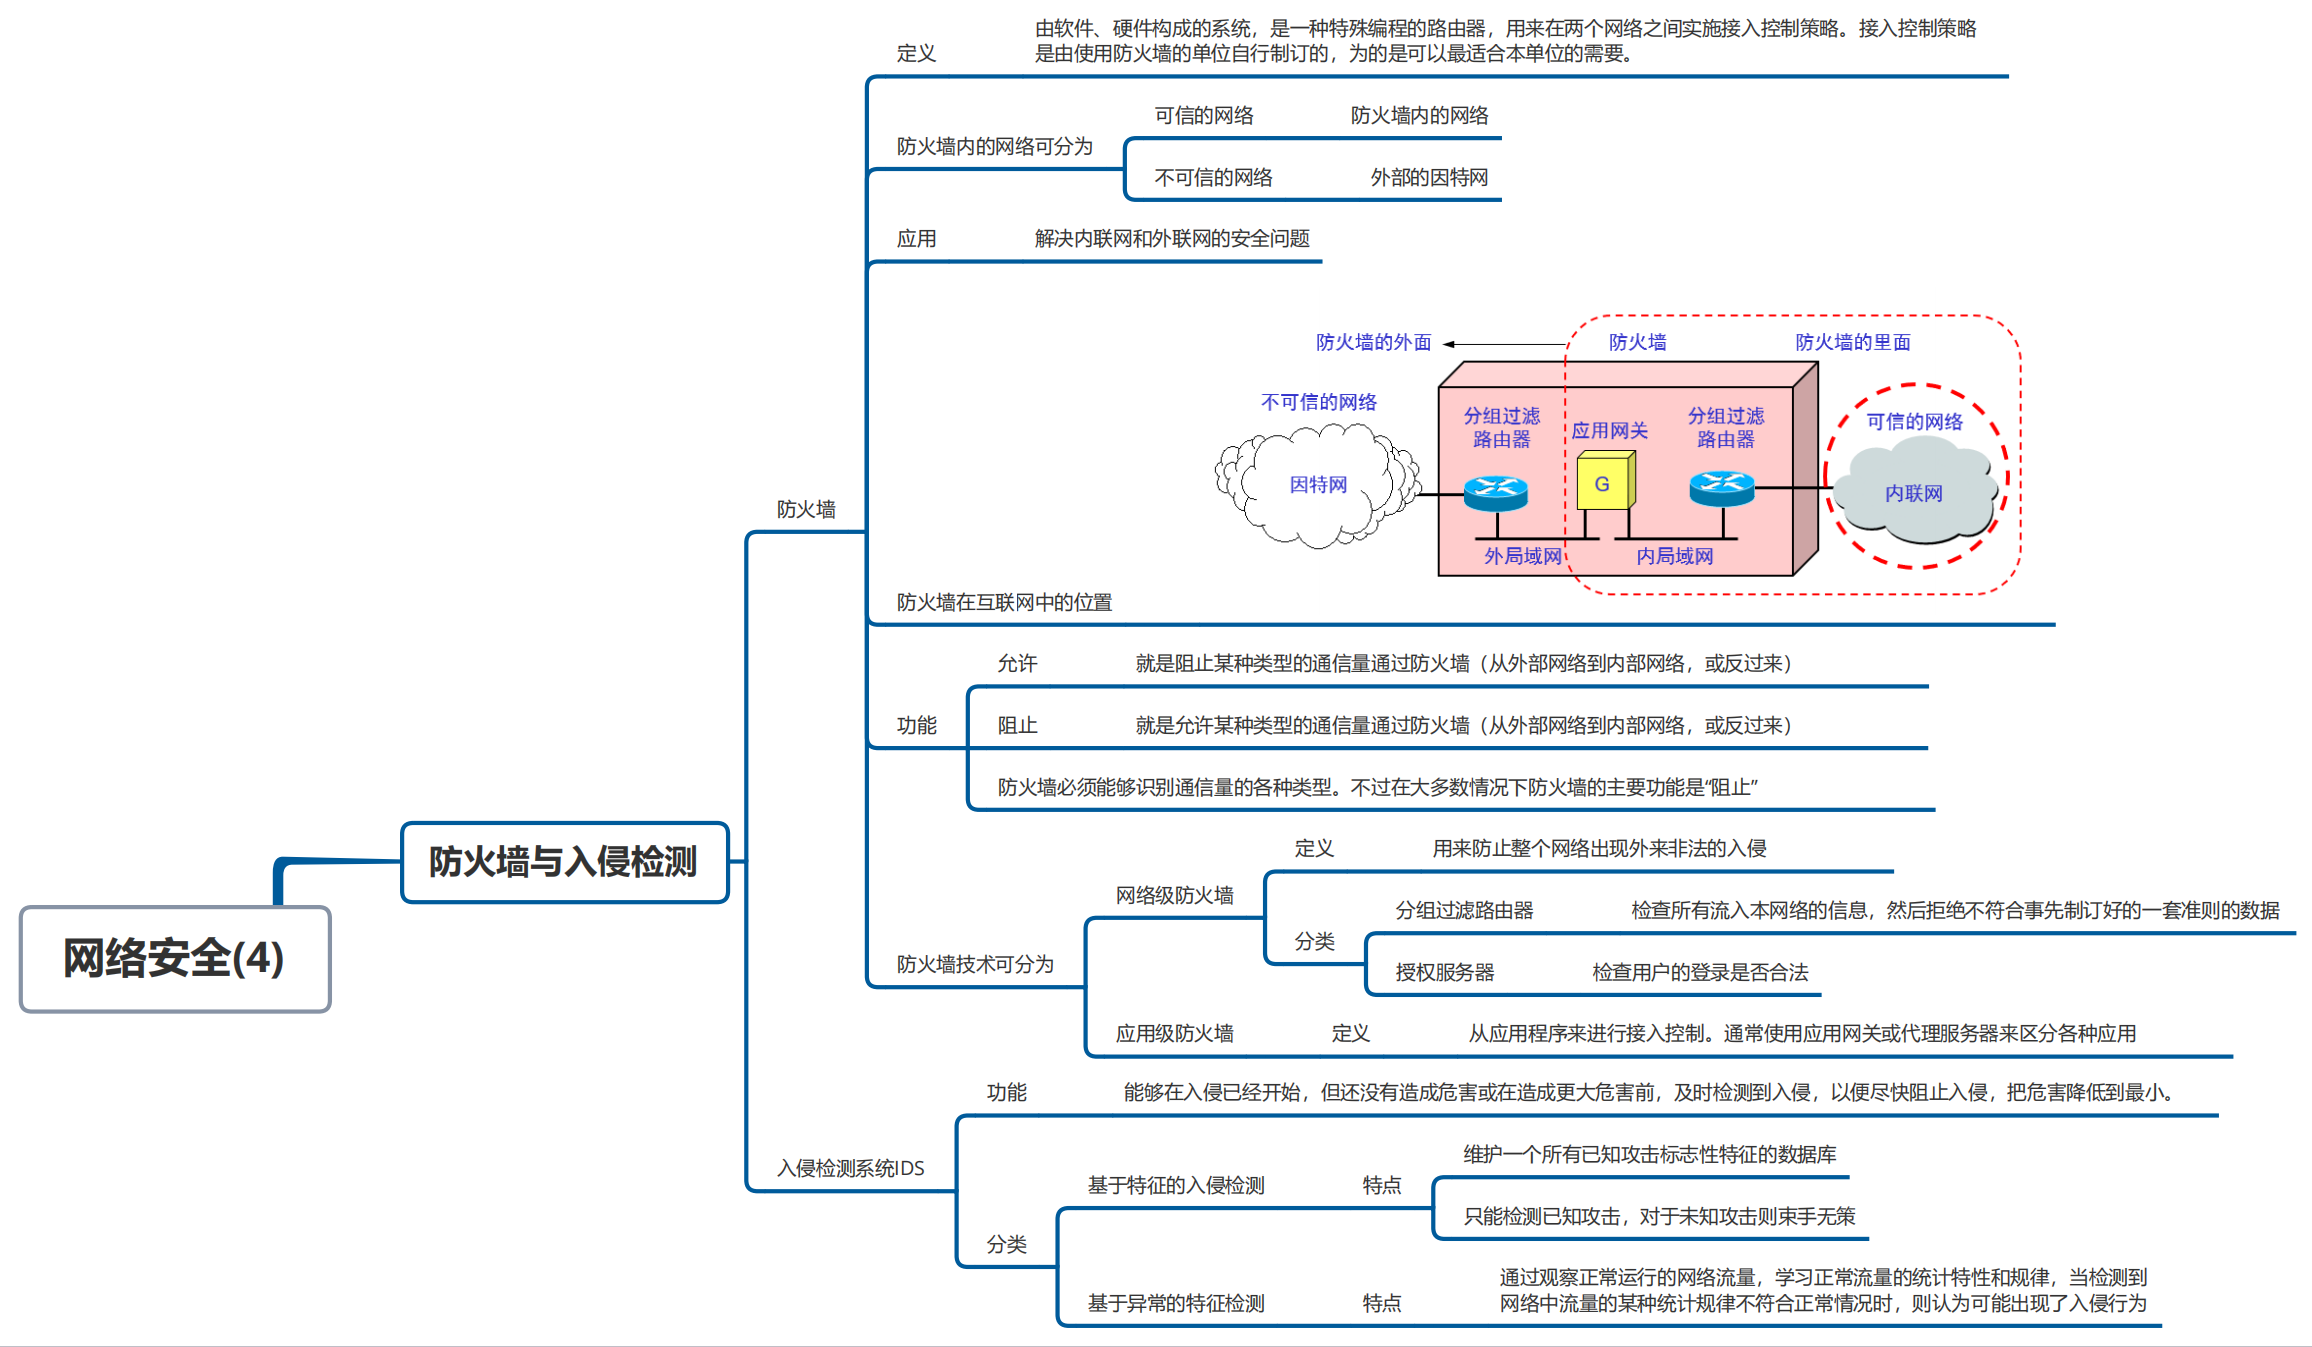 网络安全(4)
防火墙与入侵检测
防火墙
定义
由软件、硬件构成的系统，是一种特殊编程的路由器，用来在两个网络之间实施接入控制策略。接入控制策略
是由使用防火墙的单位自行制订的，为的是可以最适合本单位的需要。
防火墙内的网络可分为
可信的网络
防火墙内的网络
不可信的网络
外部的因特网
应用
解决内联网和外联网的安全问题
防火墙在互联网中的位置
防火墙的外面
防火墙
防火墙的里面
不可信的网络
因特网
分组过滤
路由器
应用网关
G
分组过滤
路由器
外局域网
内局域网
可信的网络
内联网
功能
允许
就是阻止某种类型的通信量通过防火墙（从外部网络到内部网络，或反过来）
阻止
就是允许某种类型的通信量通过防火墙（从外部网络到内部网络，或反过来）
防火墙必须能够识别通信量的各种类型。不过在大多数情况下防火墙的主要功能是“阻止”
防火墙技术可分为
网络级防火墙
定义
用来防止整个网络出现外来非法的入侵
分类
分组过滤路由器
检查所有流入本网络的信息，然后拒绝不符合事先制订好的一套准则的数据
授权服务器
检查用户的登录是否合法
应用级防火墙
定义
从应用程序来进行接入控制。通常使用应用网关或代理服务器来区分各种应用
入侵检测系统IDS
功能
能够在入侵已经开始，但还没有造成危害或在造成更大危害前，及时检测到入侵，以便尽快阻止入侵，把危害降低到最小。
分类
基于特征的入侵检测
特点
维护一个所有已知攻击标志性特征的数据库
只能检测已知攻击，对于未知攻击则束手无策
基于异常的特征检测
特点
通过观察正常运行的网络流量，学习正常流量的统计特性和规律，当检测到
网络中流量的某种统计规律不符合正常情况时，则认为可能出现了入侵行为